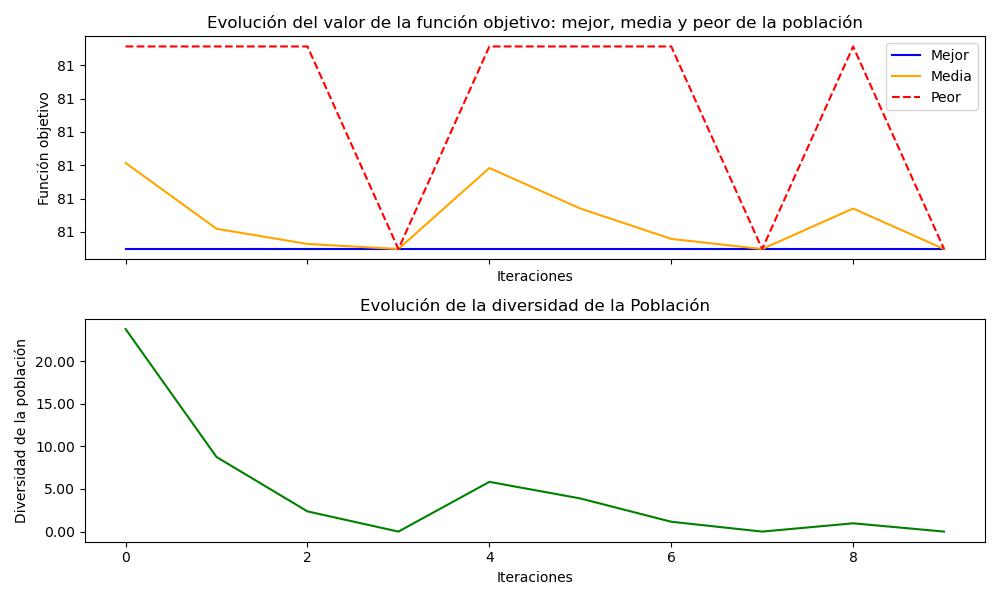 Evolución del valor de la función objetivo: mejor, media y peor de la población
Función objetivo
81
81
81
81
81
81
Mejor
Media
Peor
Iteraciones
Evolución de la diversidad de la Población
Diversidad de la población
20.00
15.00
10.00
5.00
0.00
0 2 4 6 8
Iteraciones